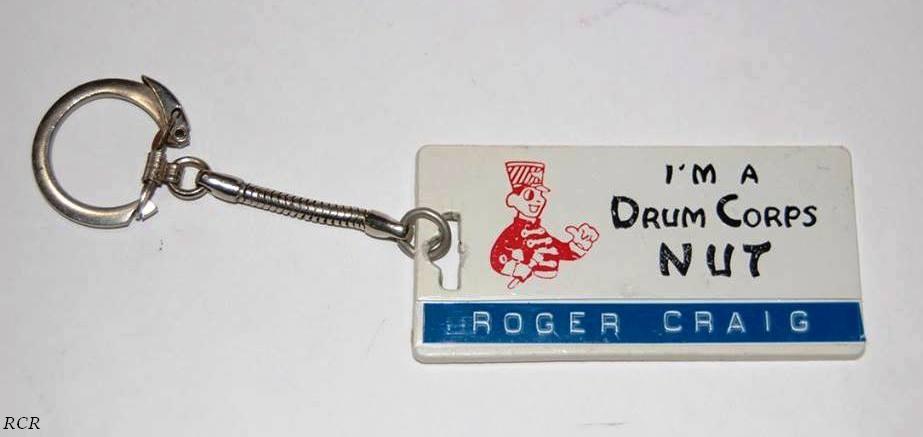 I'M A
DRUM CORPS
NUT
ROGER CRAIG
RCR